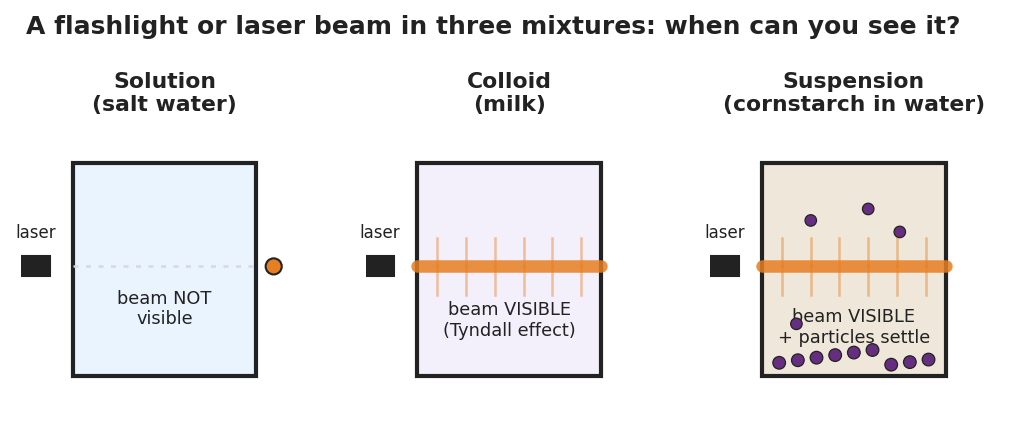 A flashlight or laser beam in three mixtures: when can you see it?
Solution
(salt water)
laser
beam NOT
visible
Colloid
(milk)
laser
beam VISIBLE
(Tyndall effect)
Suspension
(cornstarch in water)
laser
beam VISIBLE
+ particles settle